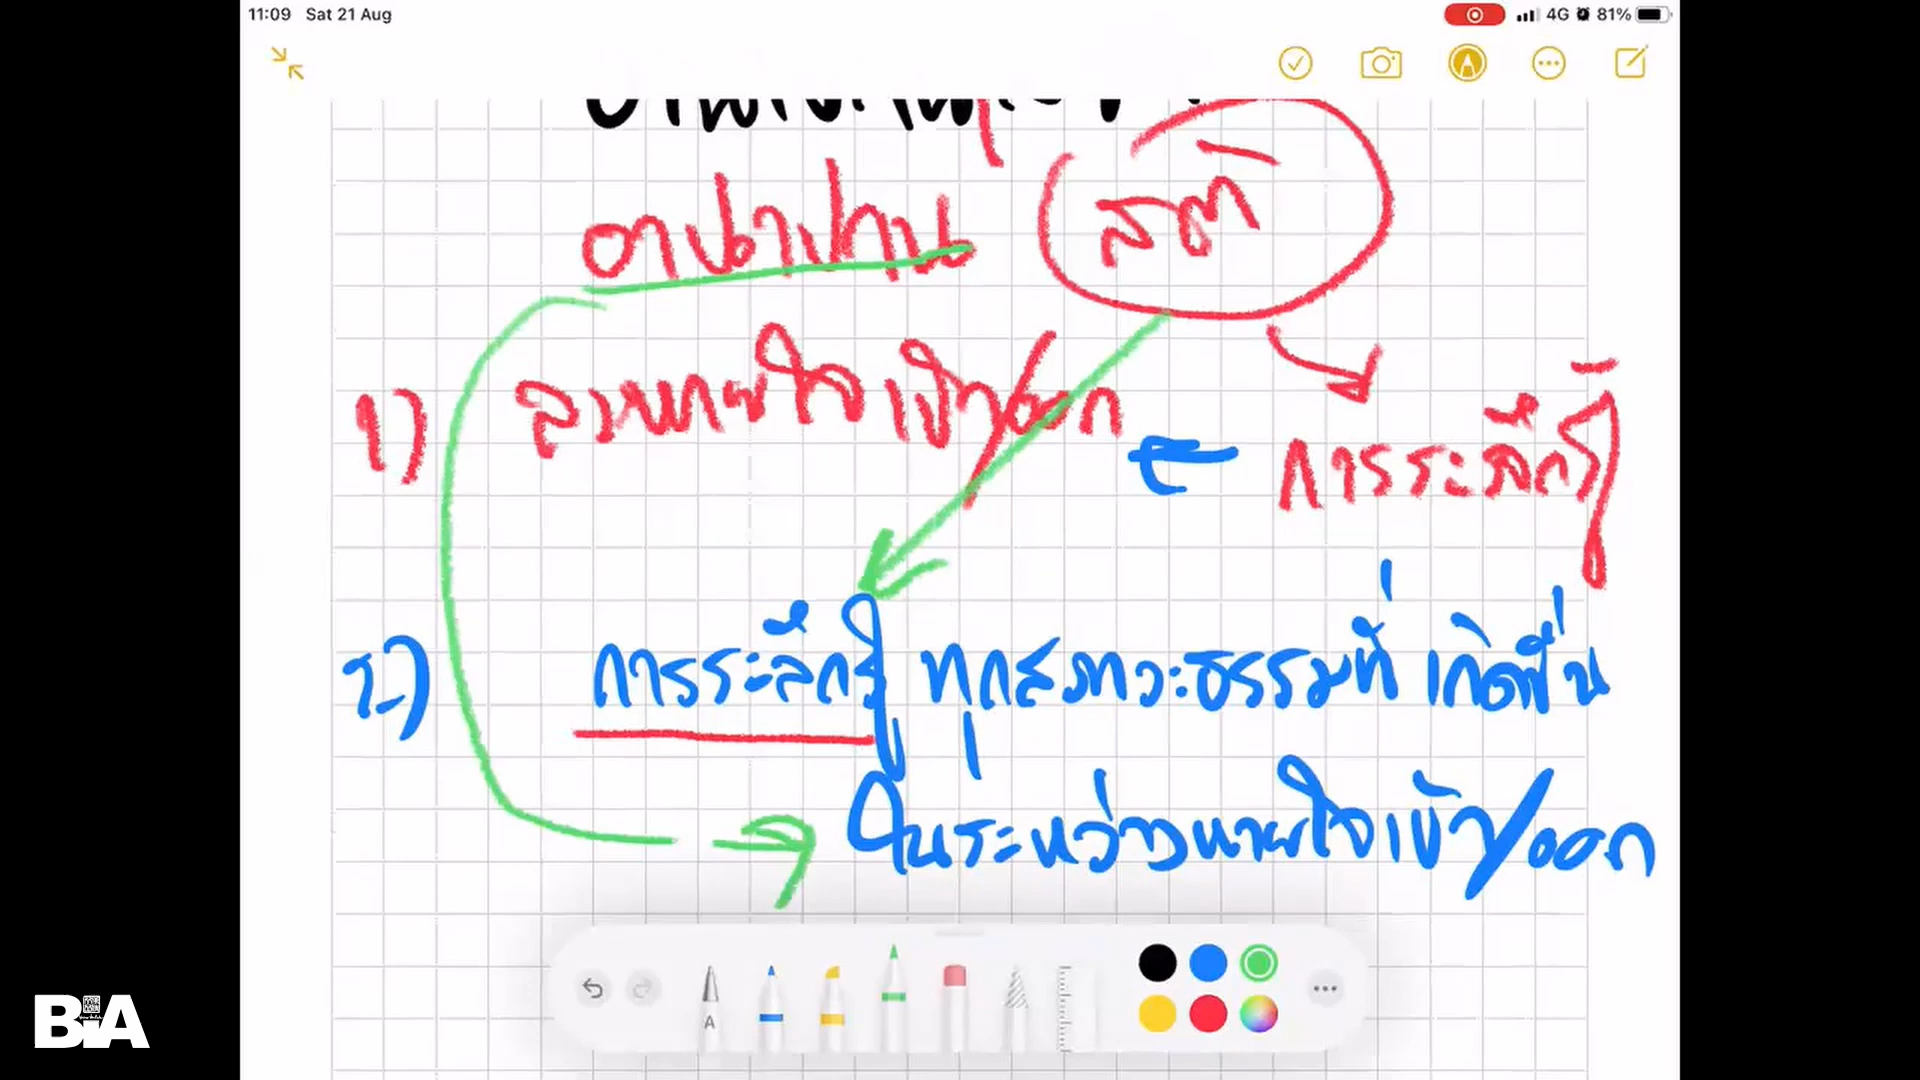 11:09 Sat 21 Aug 4G 81%
อานาปาน สติ
1) ลมหายใจเข้า/ออก การระลึกรู้
2) การระลึกรู้ ทุกสภาวะธรรมที่เกิดขึ้น
ในระหว่างหายใจเข้า/ออก
A
BIA